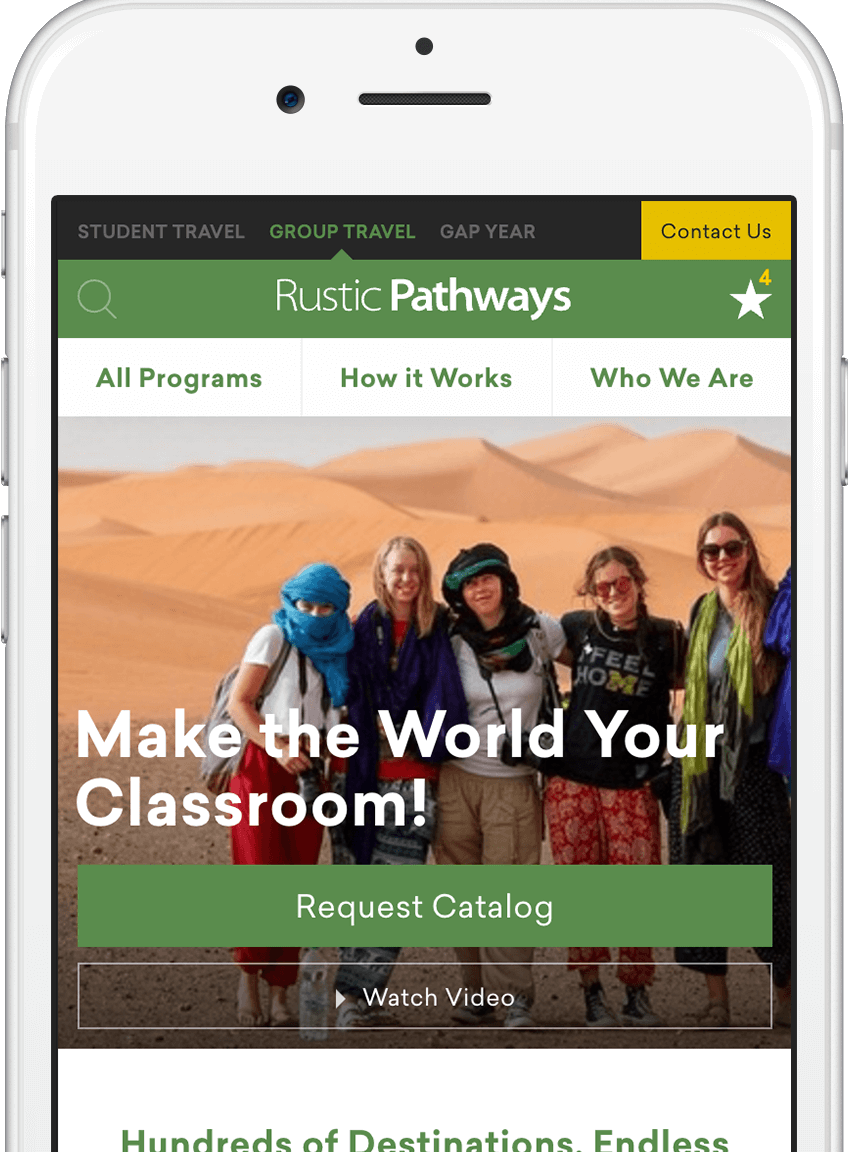 STUDENT TRAVEL GROUP TRAVEL GAP YEAR Contact Us
Rustic Pathways 4
All Programs How it Works Who We Are
I FEEL
HOME
Make the World Your
Classroom!
Request Catalog
Watch Video
Hundreds of Destinations. Endless